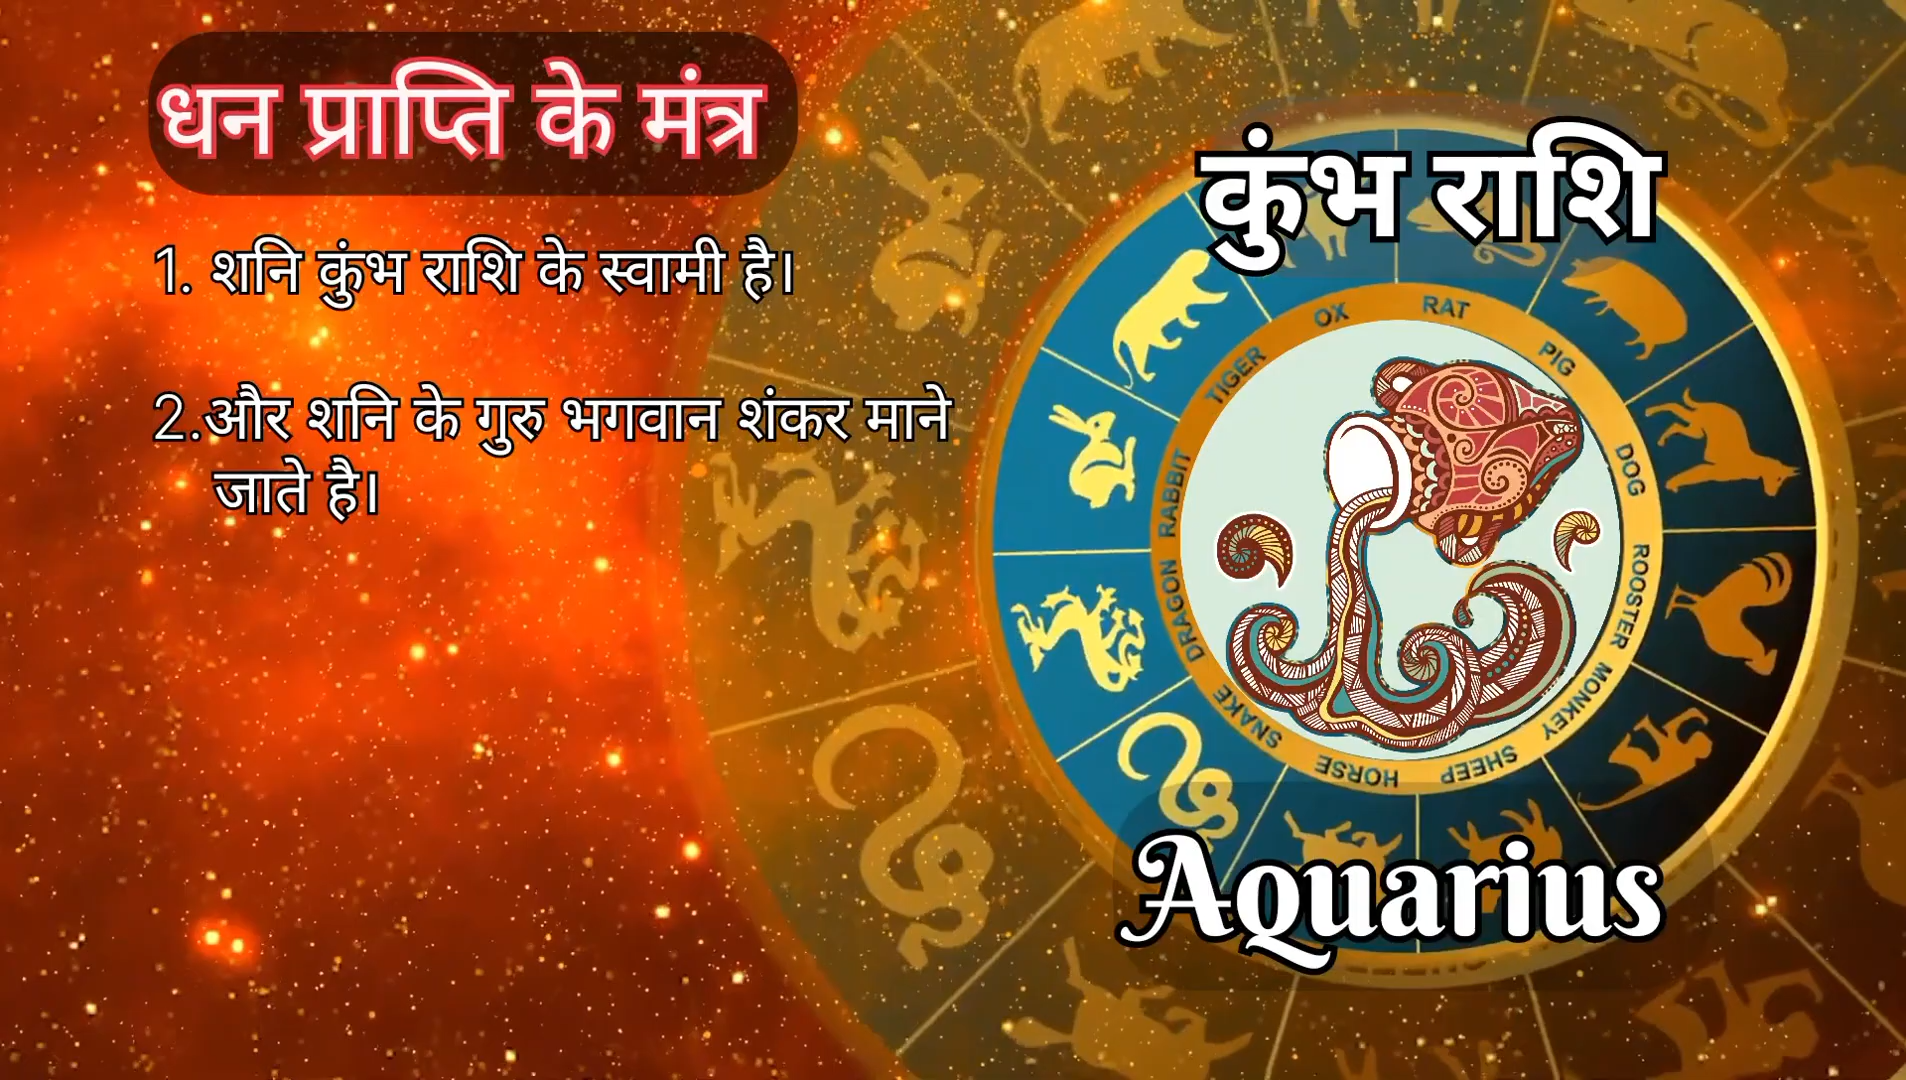 धन प्राप्ति के मंत्र
1. शनि कुंभ राशि के स्वामी है।
2.और शनि के गुरु भगवान शंकर माने
जाते है।
कुंभ राशि
OX
RAT
PIG
DOG
ROOSTER
MONKEY
SHEEP
HORSE
SNAKE
DRAGON
RABBIT
TIGER
Aquarius